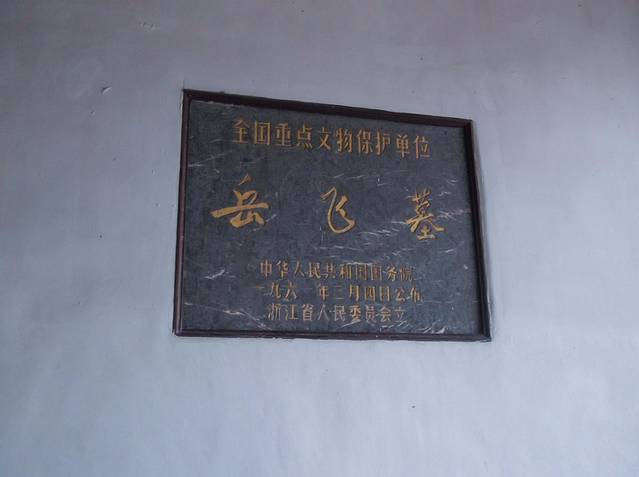 全国重点文物保护单位
岳飞墓
中华人民共和国国务院
一九六一年三月四日公布
浙江省人民委员会立